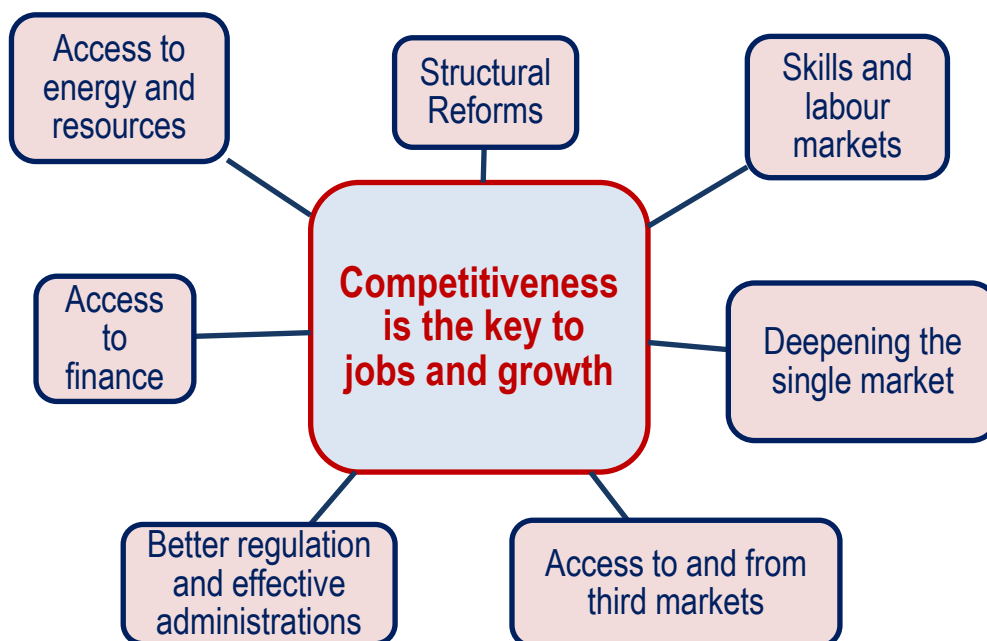 Access to
energy and
resources
Structural
Reforms
Skills and
labour
markets
Competitiveness
is the key to
jobs and growth
Access
to
finance
Deepening the
single market
Better regulation
and effective
administrations
Access to and from
third markets